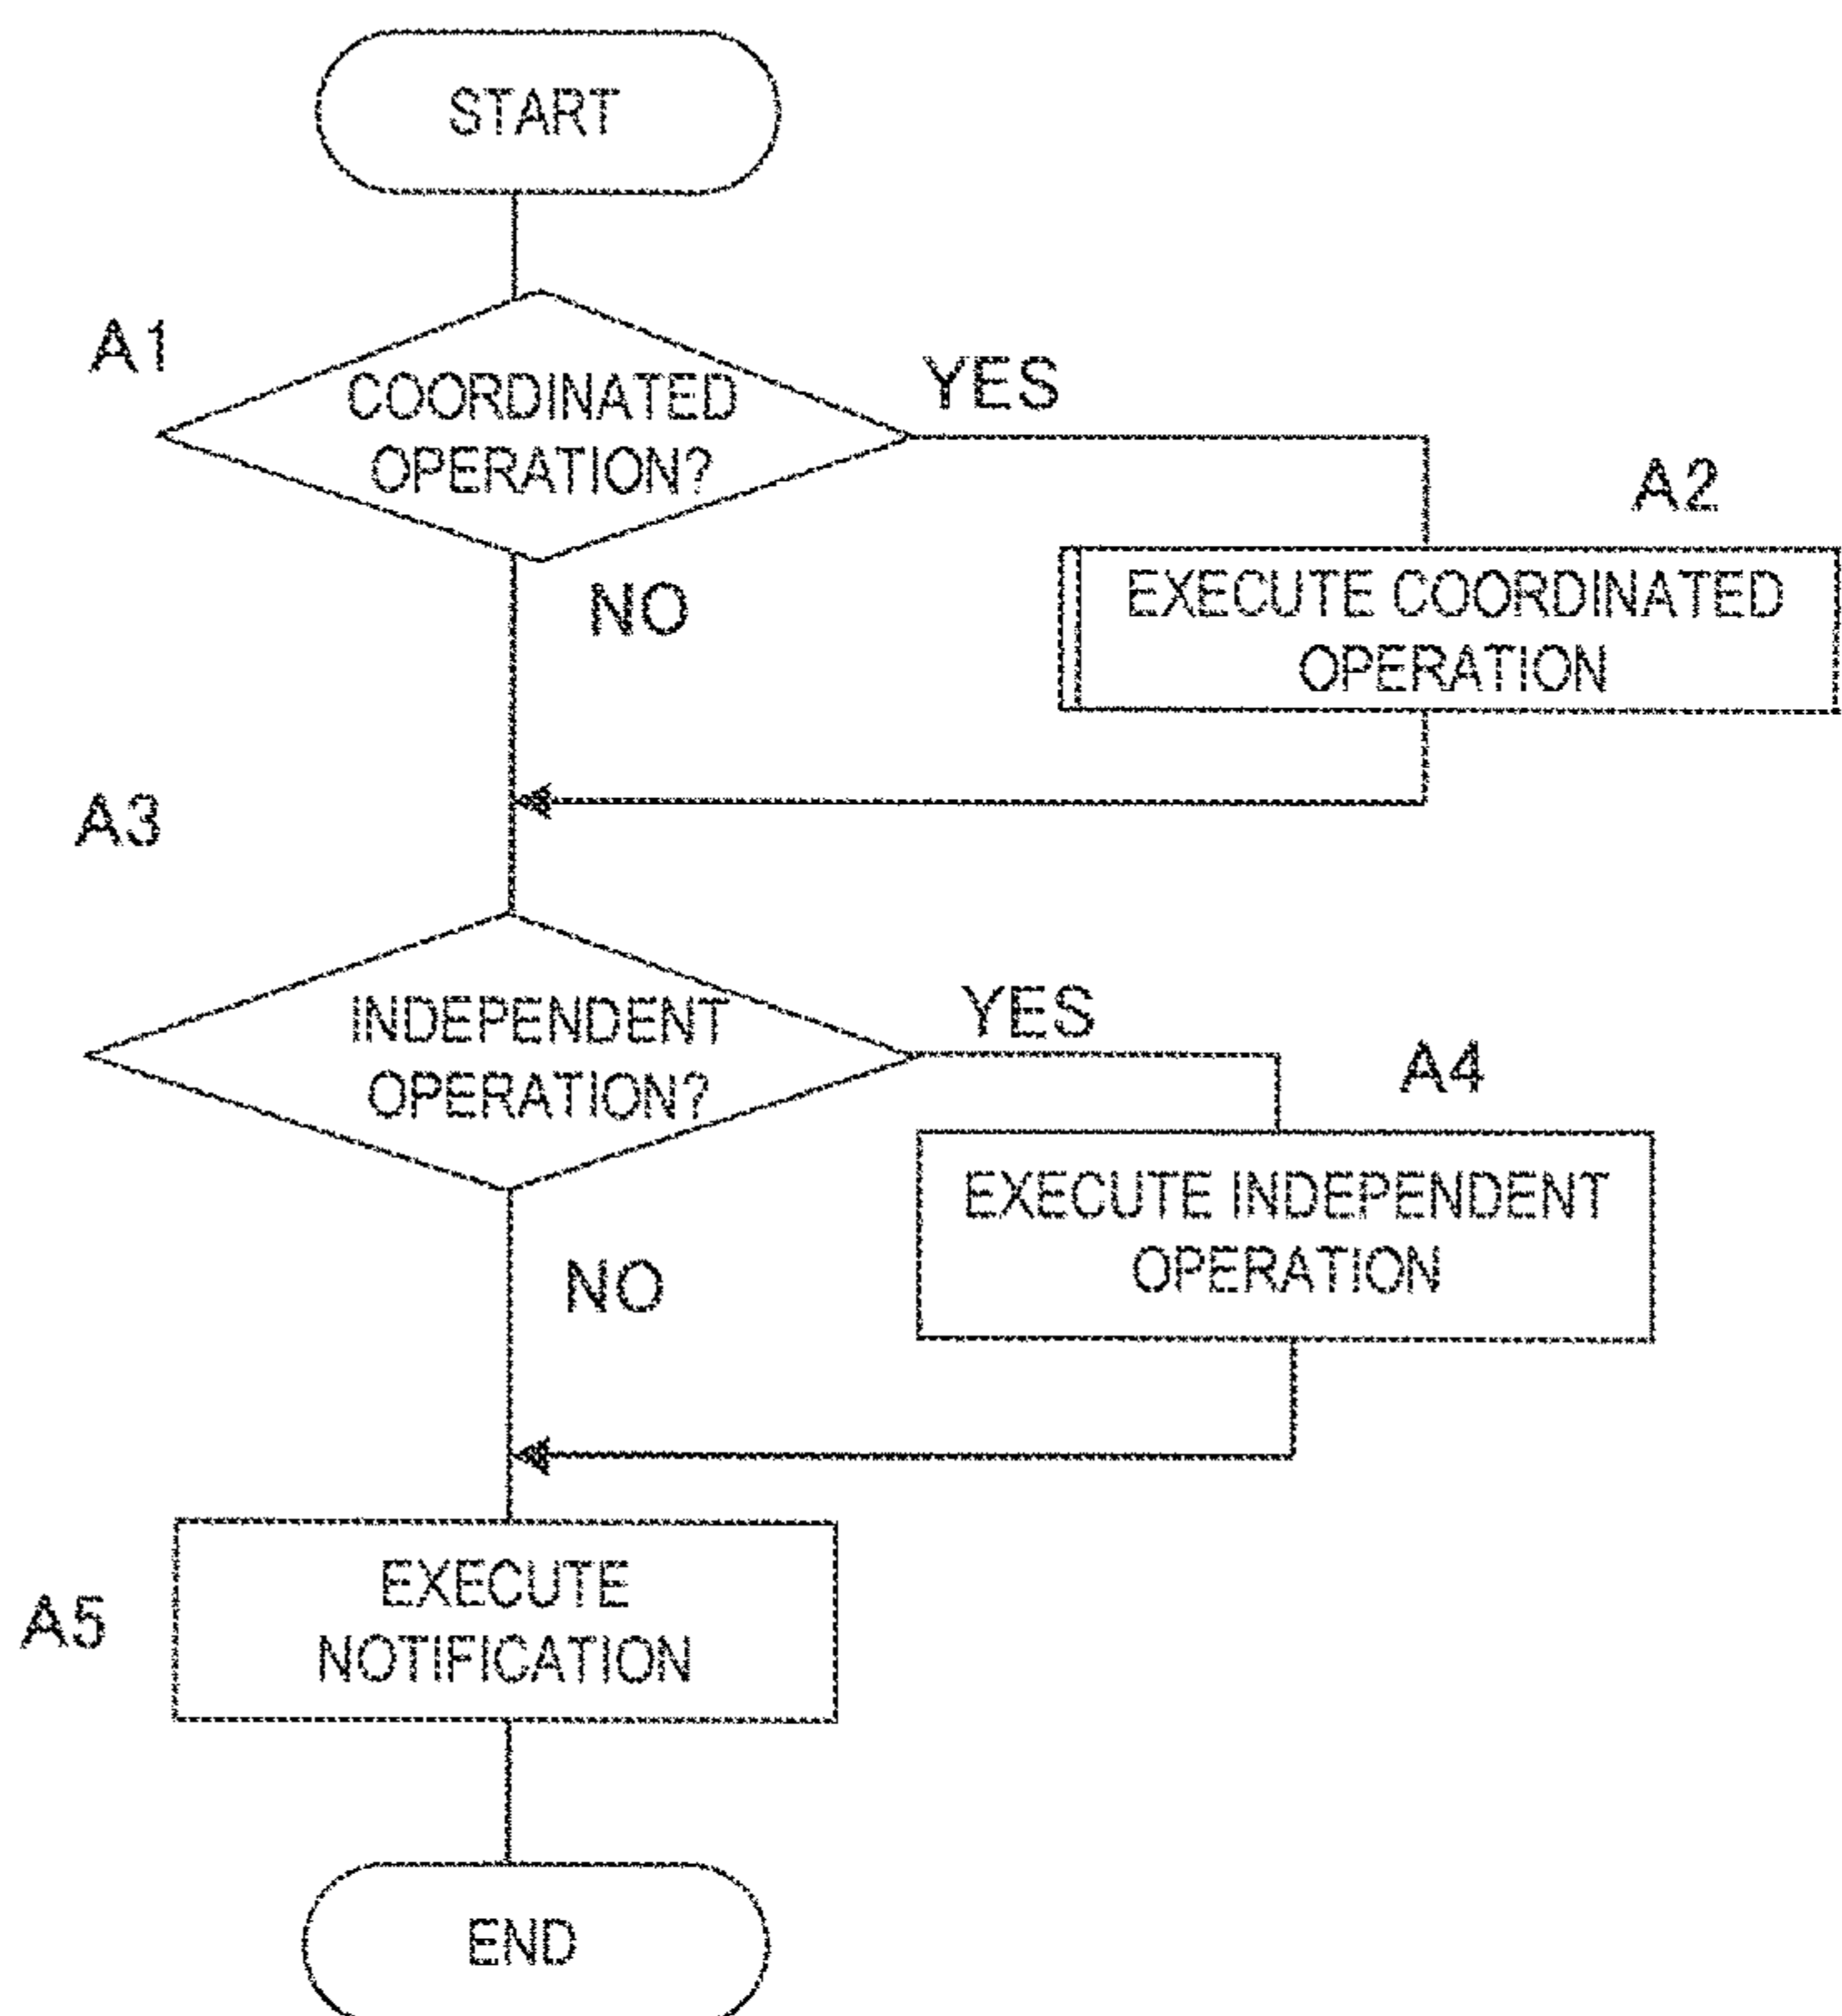 START
A1
COORDINATED
OPERATION?
YES
A2
EXECUTE COORDINATED
OPERATION
NO
A3
INDEPENDENT
OPERATION?
YES
A4
EXECUTE INDEPENDENT
OPERATION
NO
A5
EXECUTE
NOTIFICATION
END